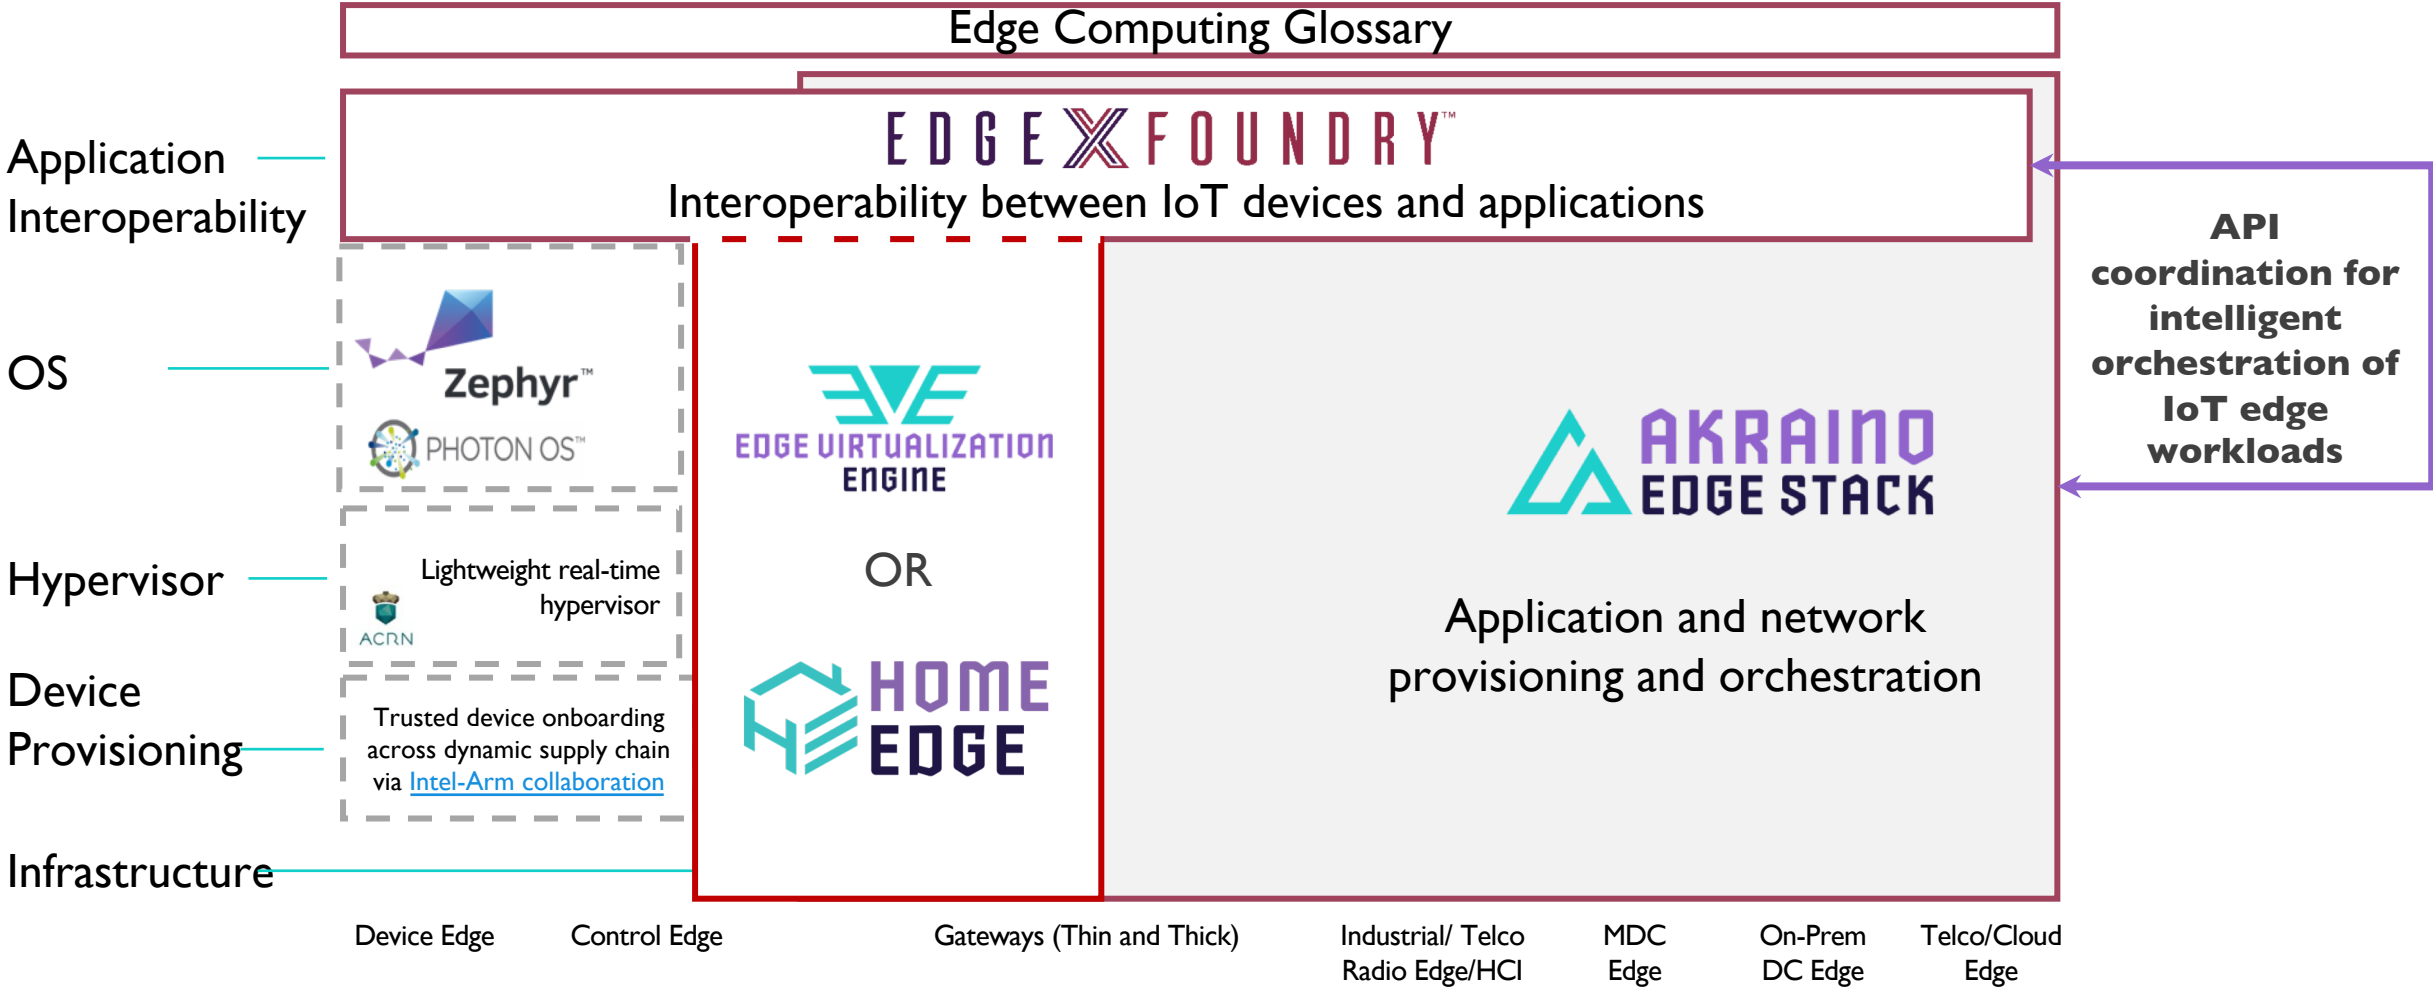 Edge Computing Glossary
EDGE X FOUNDRY™
Interoperability between IoT devices and applications
Application
Interoperability
OS
Hypervisor
Device
Provisioning
Infrastructure
Zephyr™
PHOTON OS™
ACRN
Lightweight real-time
hypervisor
Trusted device onboarding
across dynamic supply chain
via Intel-Arm collaboration
EVE
EDGE VIRTUALIZATION
ENGINE
OR
HOME
EDGE
AKRAINO
EDGE STACK
Application and network
provisioning and orchestration
API
coordination for
intelligent
orchestration of
IoT edge
workloads
Device Edge
Control Edge
Gateways (Thin and Thick)
Industrial/ Telco
Radio Edge/HCI
MDC
Edge
On-Prem
DC Edge
Telco/Cloud
Edge